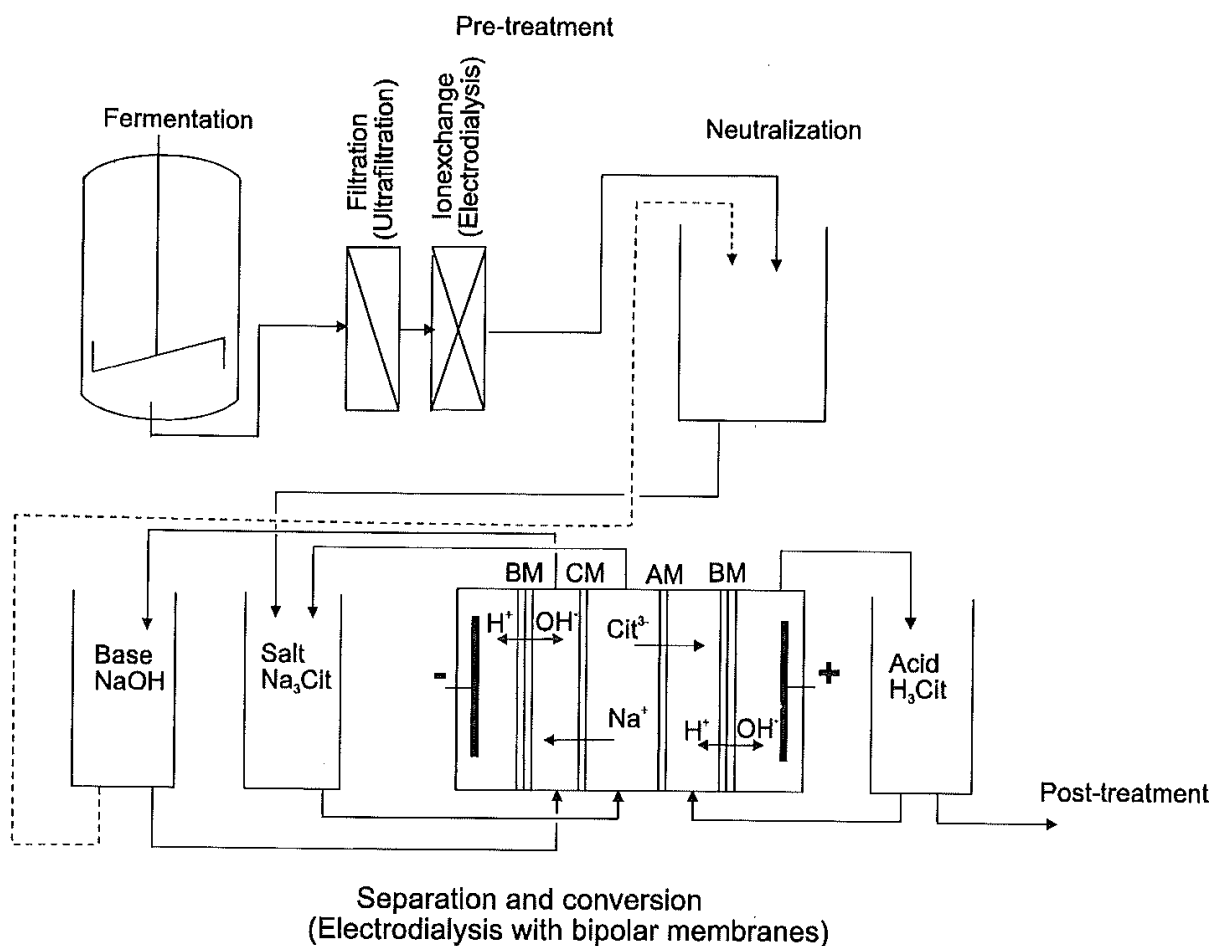 Pre-treatment
Fermentation
Filtration
(Ultrafiltration)
Ionexchange
(Electrodialysis)
Neutralization
BM CM AM BM
H⁺ OH⁻
Cit³⁻
Na⁺
H⁺ OH⁻
-
+
Base
NaOH
Salt
Na₃Cit
Acid
H₃Cit
Post-treatment
Separation and conversion
(Electrodialysis with bipolar membranes)